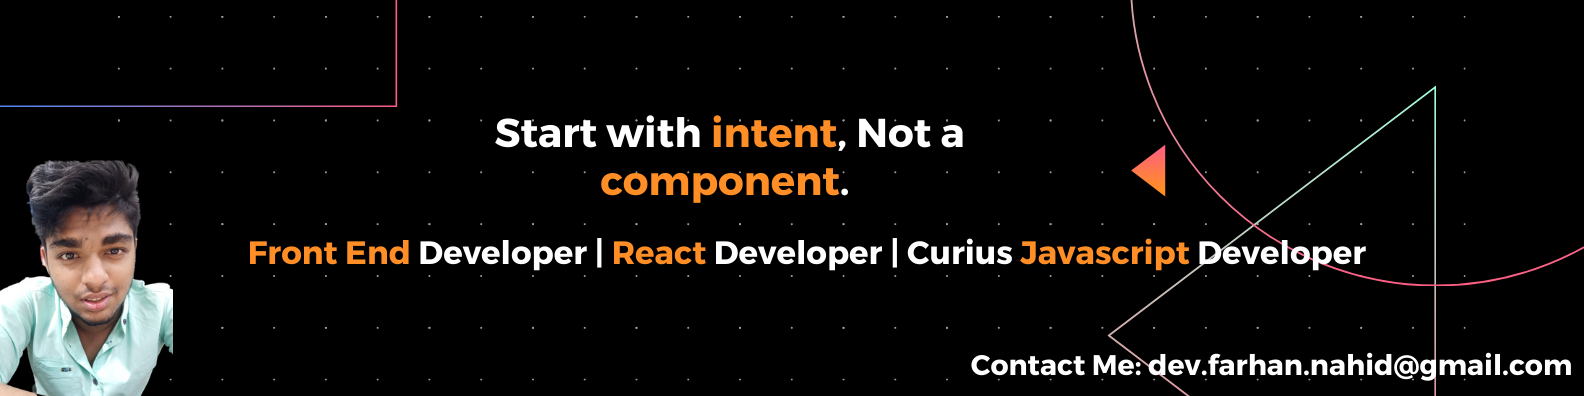 Start with intent, Not a
component.
Front End Developer | React Developer | Curius Javascript Developer
Contact Me: dev.farhan.nahid@gmail.com